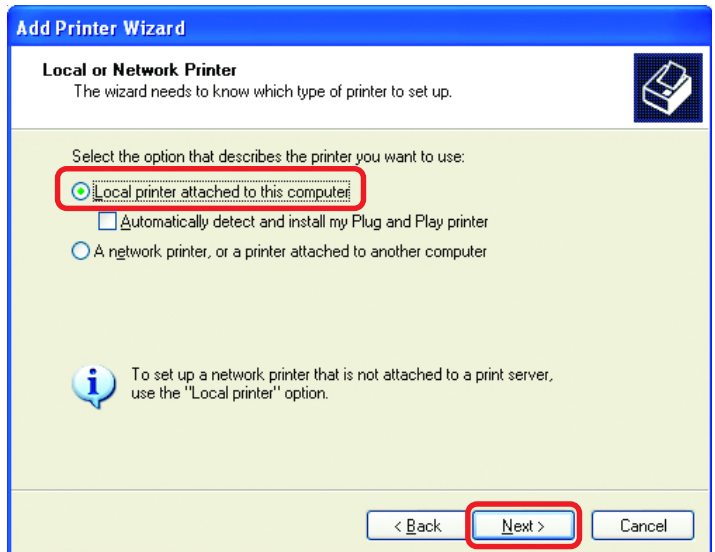 Add Printer Wizard
Local or Network Printer
The wizard needs to know which type of printer to set up.
Select the option that describes the printer you want to use:
Local printer attached to this computer
Automatically detect and install my Plug and Play printer
A network printer, or a printer attached to another computer
To set up a network printer that is not attached to a print server,
use the "Local printer" option.
< Back
Next >
Cancel